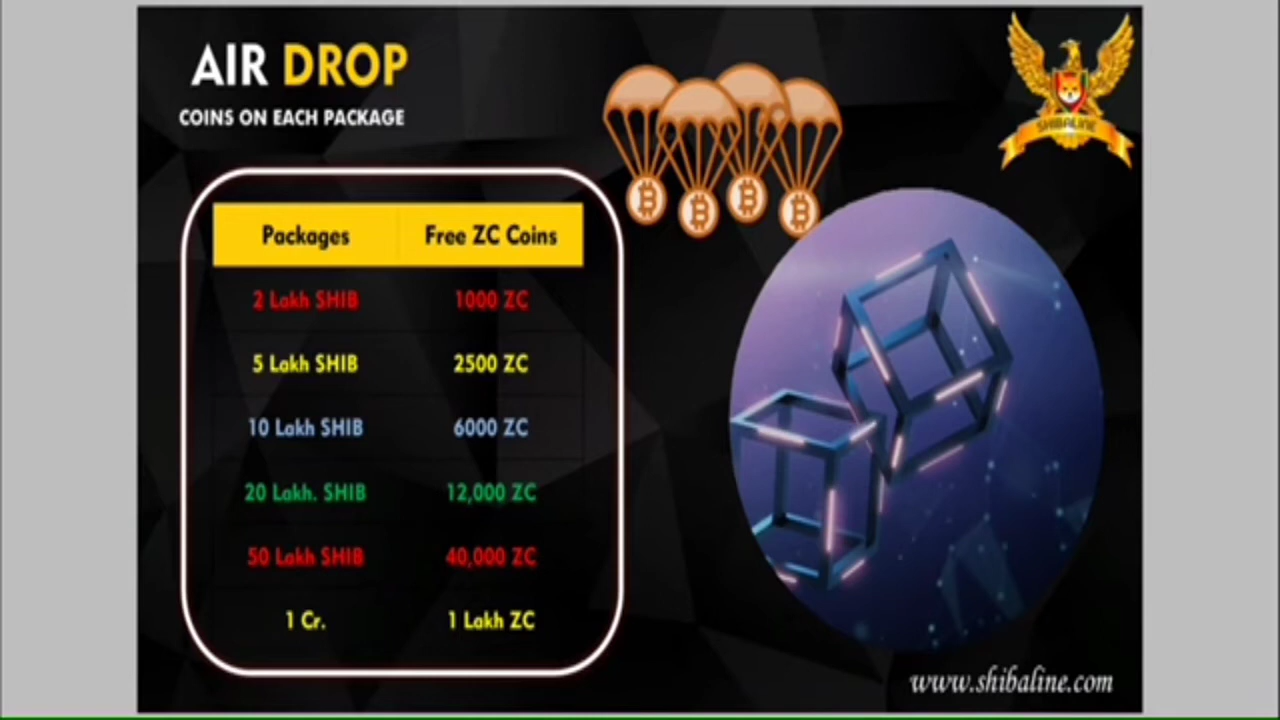 AIR DROP
COINS ON EACH PACKAGE
SHIBALINE
Packages Free ZC Coins
2 Lakh SHIB 1000 ZC
5 Lakh SHIB 2500 ZC
10 Lakh SHIB 6000 ZC
20 Lakh. SHIB 12,000 ZC
50 Lakh SHIB 40,000 ZC
1 Cr. 1 Lakh ZC
www.shibaline.com